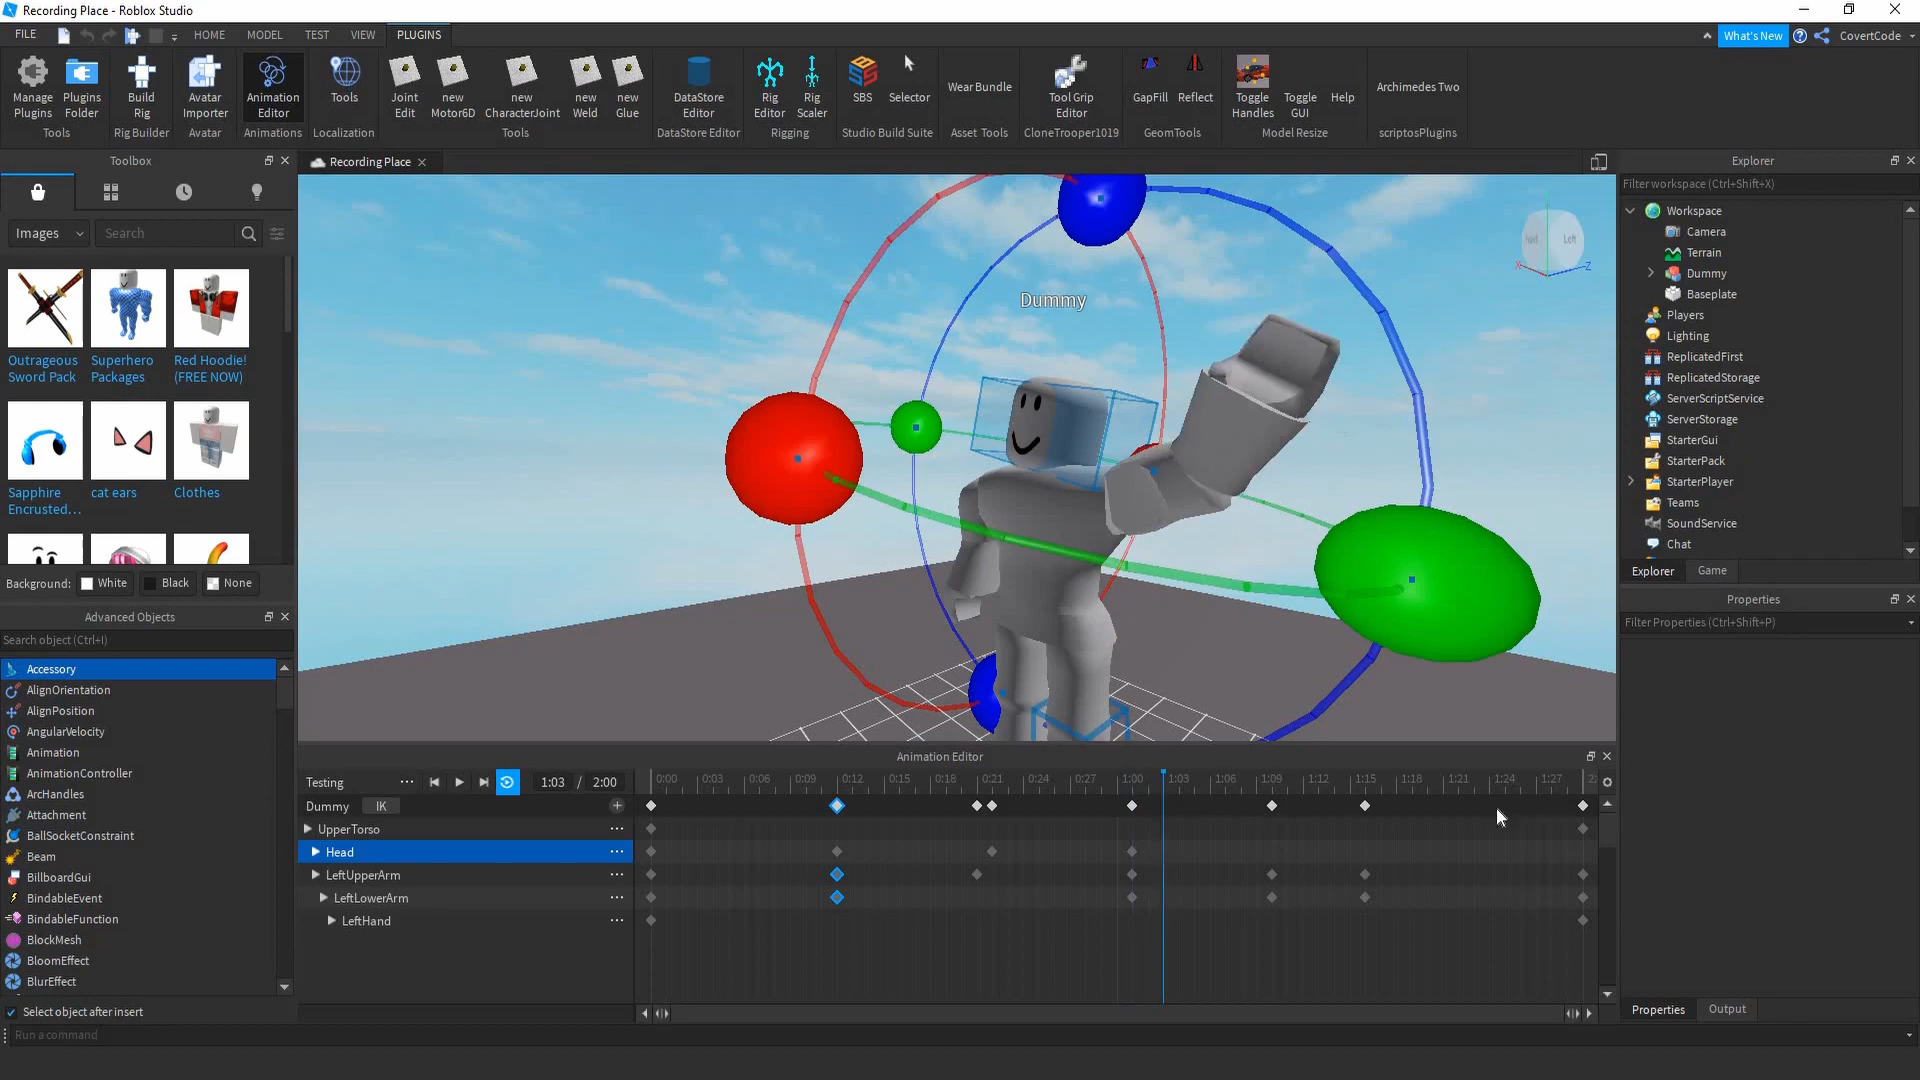 Recording Place - Roblox Studio
FILE
HOME
MODEL
TEST
VIEW
PLUGINS
What's New
CovertCode
Manage Plugins
Plugins Folder
Build Rig
Avatar Importer
Animation Editor
Tools
Joint Edit
new Motor6D
new CharacterJoint
new Weld
new Glue
DataStore Editor
Rig Editor
Rig Scaler
SBS
Selector
Wear Bundle
Tool Grip Editor
GapFill
Reflect
Toggle Handles
Toggle GUI
Help
Archimedes Two
Tools
Rig Builder
Avatar
Animations
Localization
Tools
DataStore Editor
Rigging
Studio Build Suite
Asset Tools
CloneTrooper1019
GeomTools
Model Resize
scriptosPlugins
Toolbox
Images
Search
Outrageous Sword Pack
Superhero Packages
Red Hoodie! (FREE NOW)
Sapphire Encrusted...
cat ears
Clothes
Background:
White
Black
None
Advanced Objects
Search object (Ctrl+I)
Accessory
AlignOrientation
AlignPosition
AngularVelocity
Animation
AnimationController
ArcHandles
Attachment
BallSocketConstraint
Beam
BillboardGui
BindableEvent
BindableFunction
BlockMesh
BloomEffect
BlurEffect
Select object after insert
Run a command
Recording Place
Dummy
Left
X
Z
Animation Editor
Testing
1:03 / 2:00
0:00 0:03 0:06 0:09 0:12 0:15 0:18 0:21 0:24 0:27 1:00 1:03 1:06 1:09 1:12 1:15 1:18 1:21 1:24 1:27 2:
Dummy
IK
UpperTorso
Head
LeftUpperArm
LeftLowerArm
LeftHand
Explorer
Filter workspace (Ctrl+Shift+X)
Workspace
Camera
Terrain
Dummy
Baseplate
Players
Lighting
ReplicatedFirst
ReplicatedStorage
ServerScriptService
ServerStorage
StarterGui
StarterPack
StarterPlayer
Teams
SoundService
Chat
Explorer
Game
Properties
Filter Properties (Ctrl+Shift+P)
Properties
Output